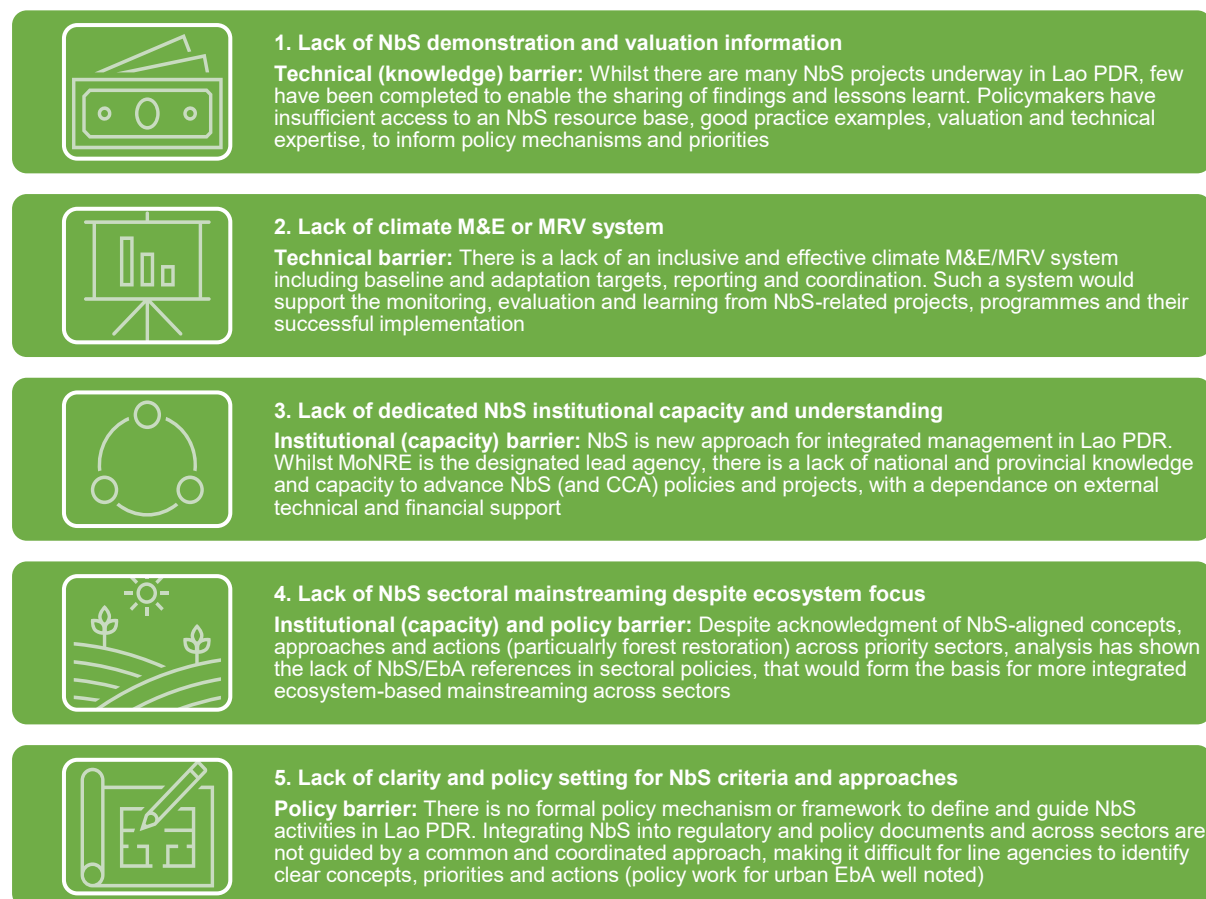 1. Lack of NbS demonstration and valuation information
Technical (knowledge) barrier: Whilst there are many NbS projects underway in Lao PDR, few
have been completed to enable the sharing of findings and lessons learnt. Policymakers have
insufficient access to an NbS resource base, good practice examples, valuation and technical
expertise, to inform policy mechanisms and priorities
2. Lack of climate M&E or MRV system
Technical barrier: There is a lack of an inclusive and effective climate M&E/MRV system
including baseline and adaptation targets, reporting and coordination. Such a system would
support the monitoring, evaluation and learning from NbS-related projects, programmes and their
successful implementation
3. Lack of dedicated NbS institutional capacity and understanding
Institutional (capacity) barrier: NbS is new approach for integrated management in Lao PDR.
Whilst MoNRE is the designated lead agency, there is a lack of national and provincial knowledge
and capacity to advance NbS (and CCA) policies and projects, with a dependance on external
technical and financial support
4. Lack of NbS sectoral mainstreaming despite ecosystem focus
Institutional (capacity) and policy barrier: Despite acknowledgment of NbS-aligned concepts,
approaches and actions (particualrly forest restoration) across priority sectors, analysis has shown
the lack of NbS/EbA references in sectoral policies, that would form the basis for more integrated
ecosystem-based mainstreaming across sectors
5. Lack of clarity and policy setting for NbS criteria and approaches
Policy barrier: There is no formal policy mechanism or framework to define and guide NbS
activities in Lao PDR. Integrating NbS into regulatory and policy documents and across sectors are
not guided by a common and coordinated approach, making it difficult for line agencies to identify
clear concepts, priorities and actions (policy work for urban EbA well noted)